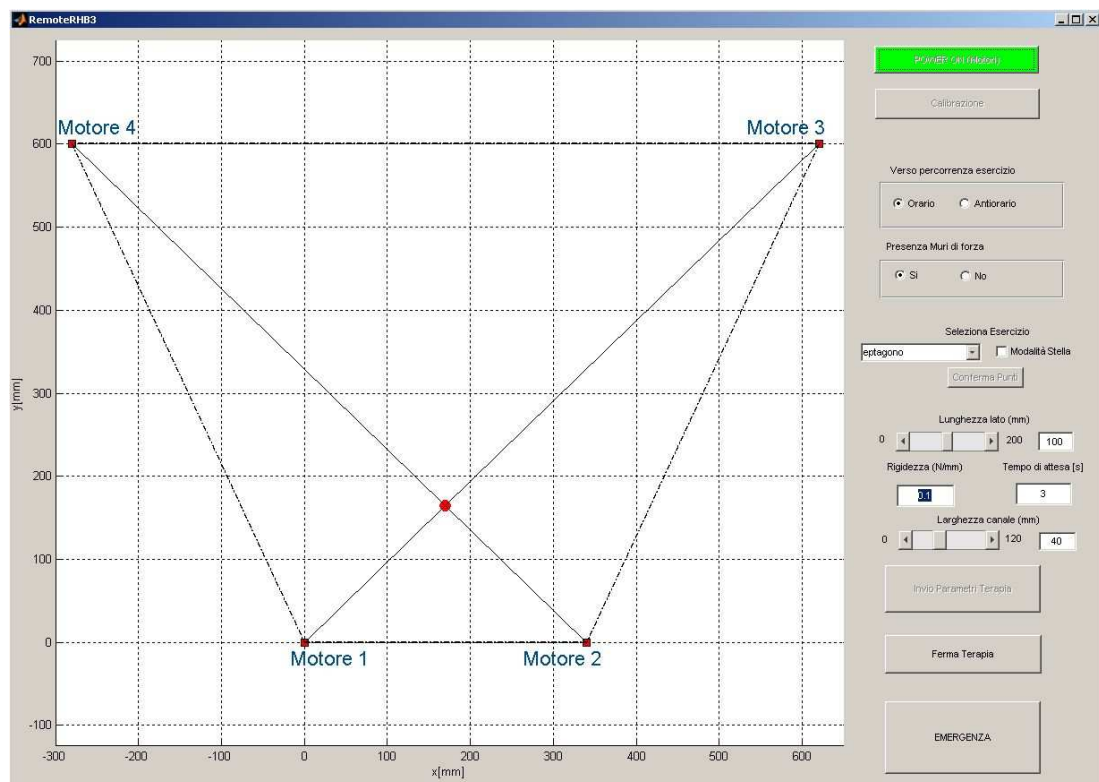 RemoteRHB3
700
600
500
400
300
200
100
0
-100
y[mm]
Motore 4
Motore 3
Motore 1
Motore 2
-300
-200
-100
0
100
200
300
400
500
600
x[mm]
POWER ON (Motori)
Calibrazione
Verso percorrenza esercizio
Orario
Antiorario
Presenza Muri di forza
Si
No
Seleziona Esercizio
eptagono
Modalità Stella
Conferma Punti
Lunghezza lato (mm)
0
200
100
Rigidezza (N/mm)
Tempo di attesa [s]
0.1
3
Larghezza canale (mm)
0
120
40
Invio Parametri Terapia
Ferma Terapia
EMERGENZA